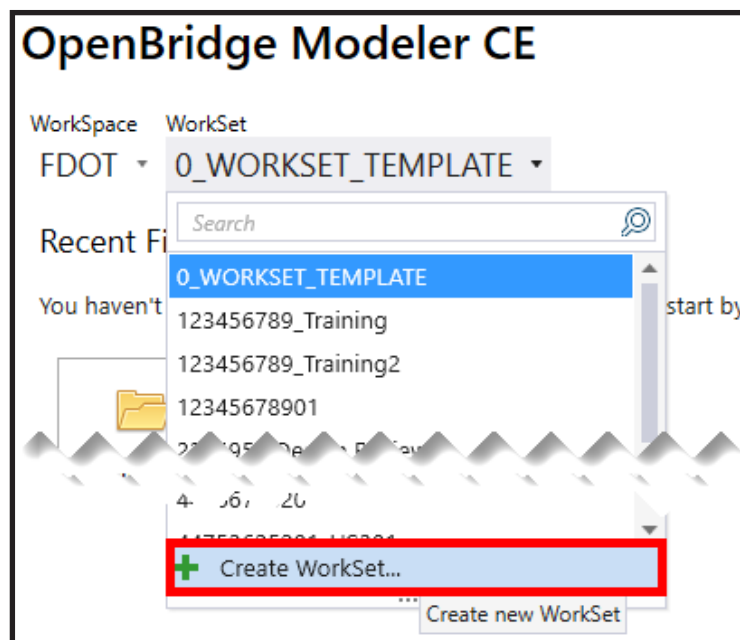 OpenBridge Modeler CE
WorkSpace WorkSet
FDOT 0_WORKSET_TEMPLATE
Search
Recent Fi
0_WORKSET_TEMPLATE
You haven't start by
123456789_Training
123456789_Training2
12345678901
Create WorkSet...
Create new WorkSet